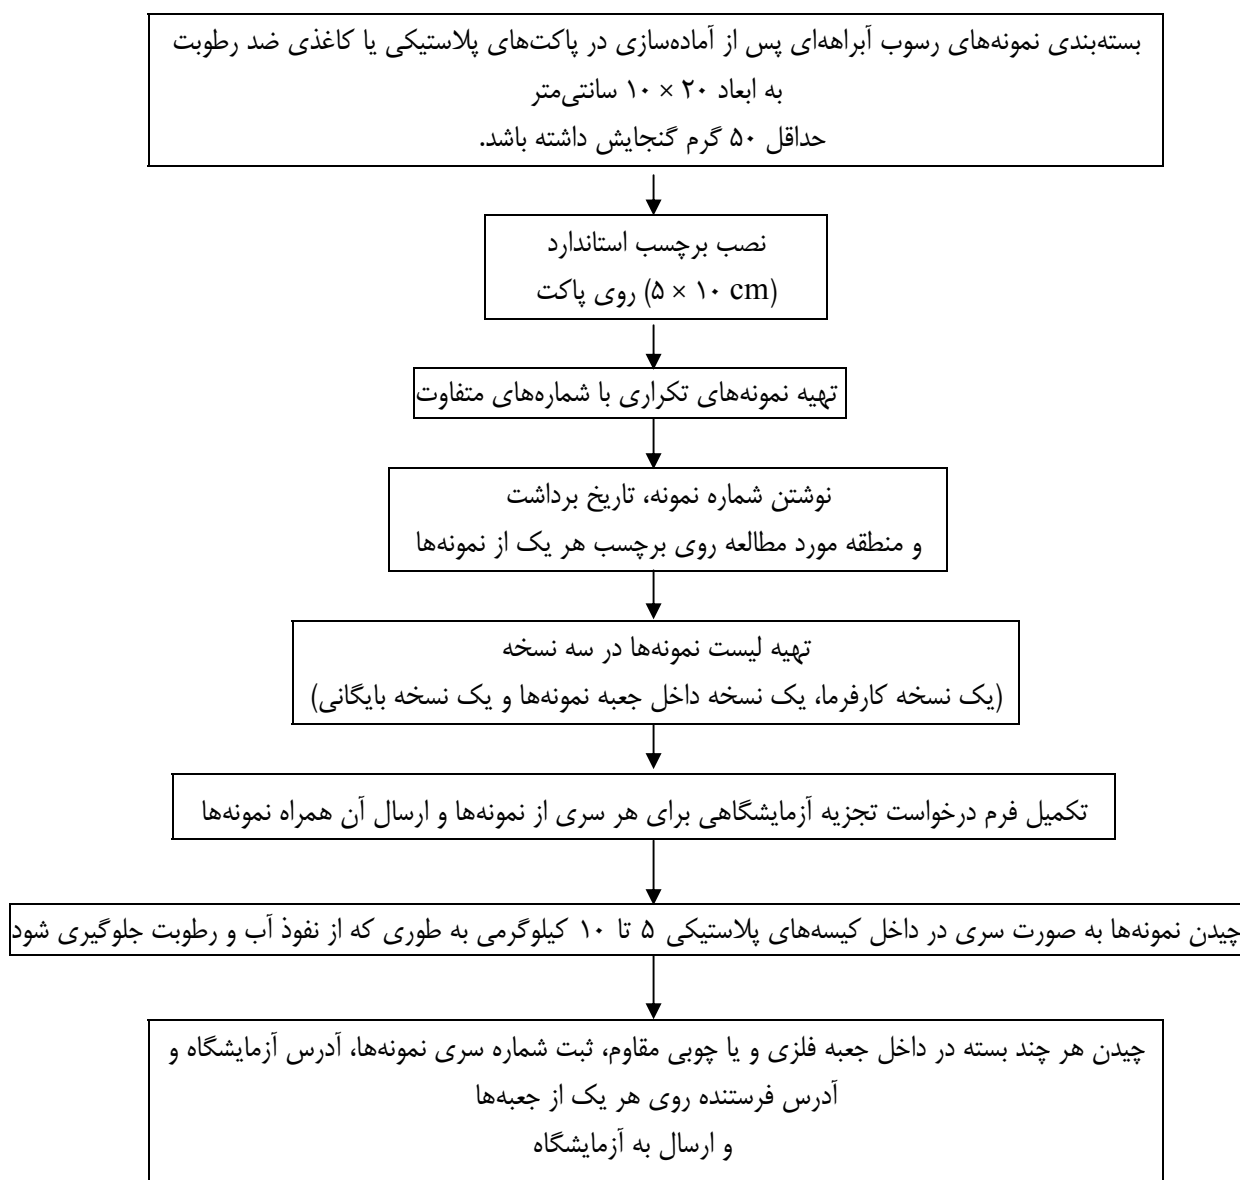 بسته‌بندی نمونه‌های رسوب آبراهه‌ای پس از آماده‌سازی در پاکت‌های پلاستیکی یا کاغذی ضد رطوبت
به ابعاد ۲۰ × ۱۰ سانتی‌متر
حداقل ۵۰ گرم گنجایش داشته باشد.
نصب برچسب استاندارد
(۵ × ۱۰ cm) روی پاکت
تهیه نمونه‌های تکراری با شماره‌های متفاوت
نوشتن شماره نمونه، تاریخ برداشت
و منطقه مورد مطالعه روی برچسب هر یک از نمونه‌ها
تهیه لیست نمونه‌ها در سه نسخه
(یک نسخه کارفرما، یک نسخه داخل جعبه نمونه‌ها و یک نسخه بایگانی)
تکمیل فرم درخواست تجزیه آزمایشگاهی برای هر سری از نمونه‌ها و ارسال آن همراه نمونه‌ها
چیدن نمونه‌ها به صورت سری در داخل کیسه‌های پلاستیکی ۵ تا ۱۰ کیلوگرمی به طوری که از نفوذ آب و رطوبت جلوگیری شود
چیدن هر چند بسته در داخل جعبه فلزی و یا چوبی مقاوم، ثبت شماره سری نمونه‌ها، آدرس آزمایشگاه و
آدرس فرستنده روی هر یک از جعبه‌ها
و ارسال به آزمایشگاه